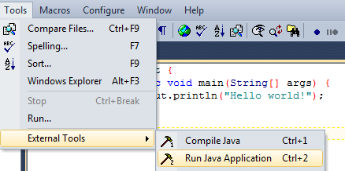 Tools Macros Configure Window Help
Compare Files... Ctrl+F9
Spelling... F7
Sort... F9
Windows Explorer Alt+F3
Stop Ctrl+Break
Run...
External Tools
Compile Java Ctrl+1
Run Java Application Ctrl+2
{
void main(String[] args) {
ut.println("Hello world!");